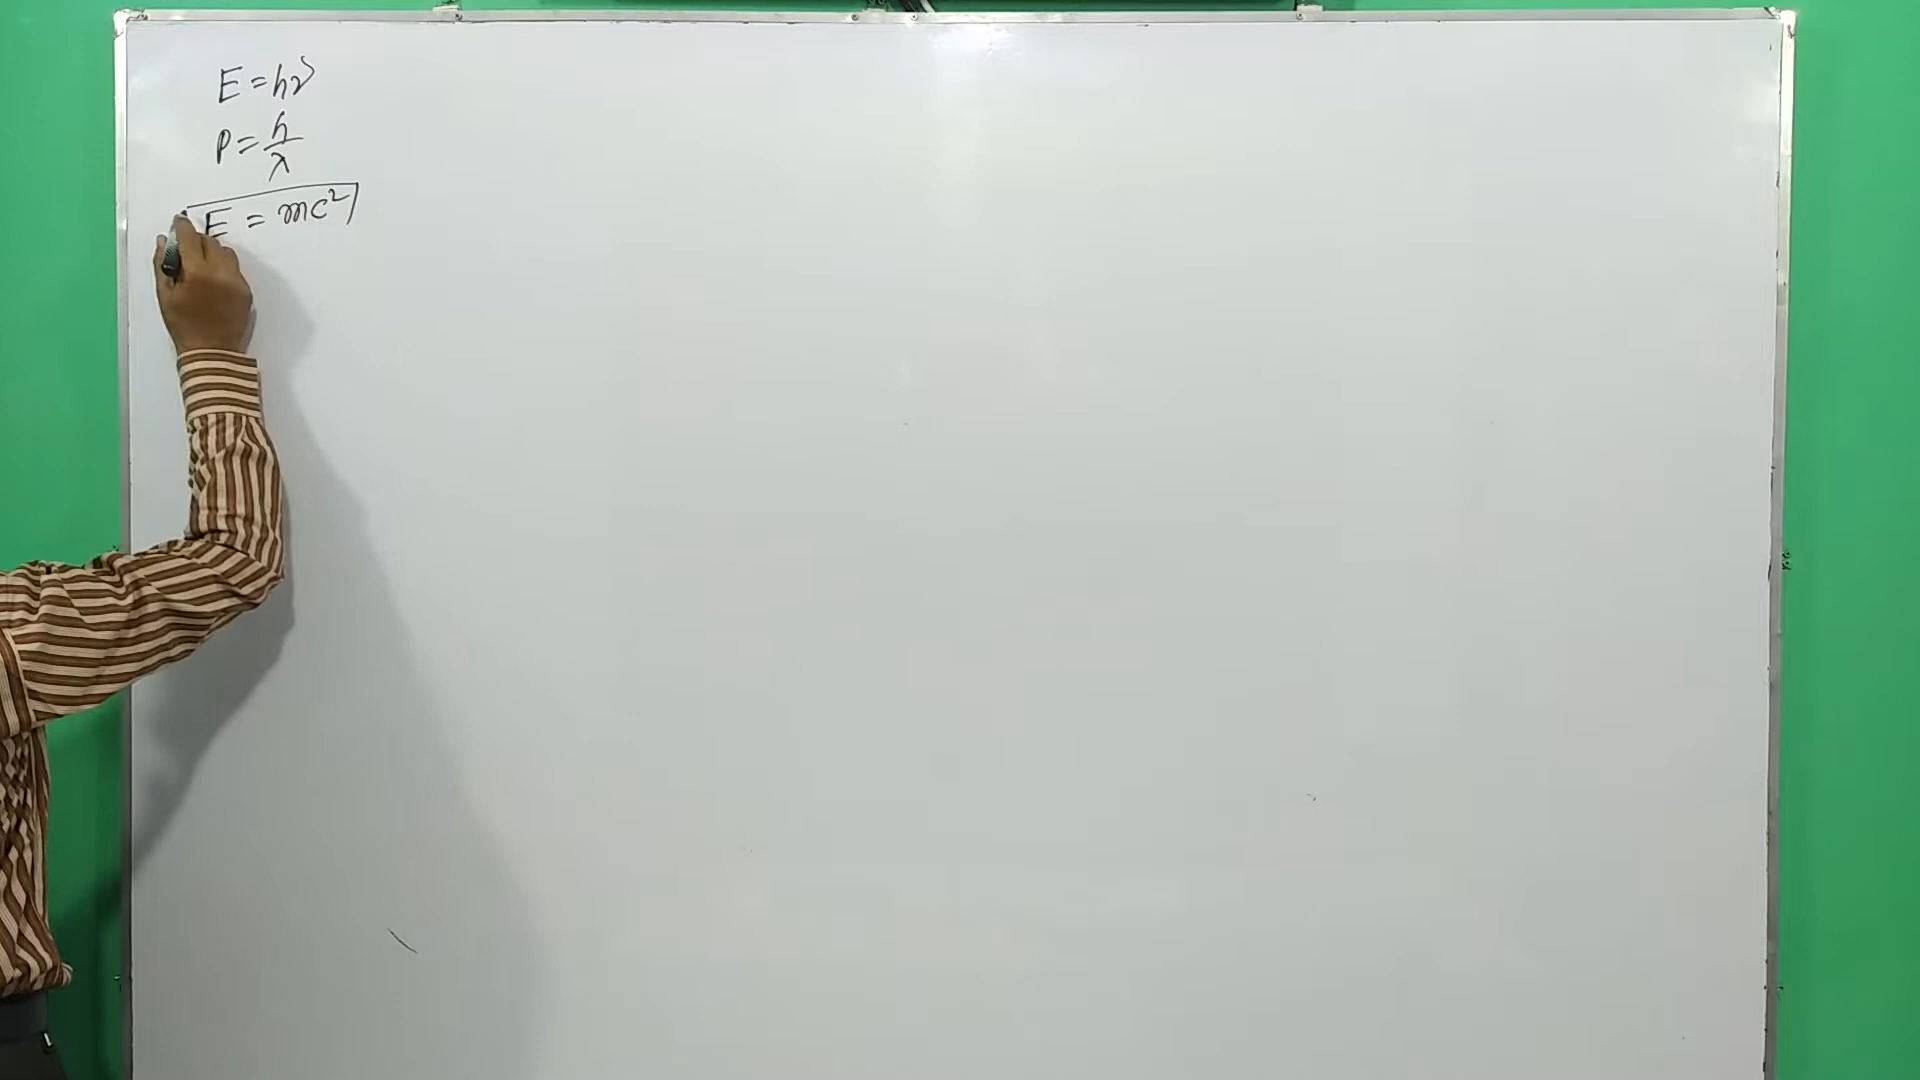 E = hν
P = h/λ
E = mc²